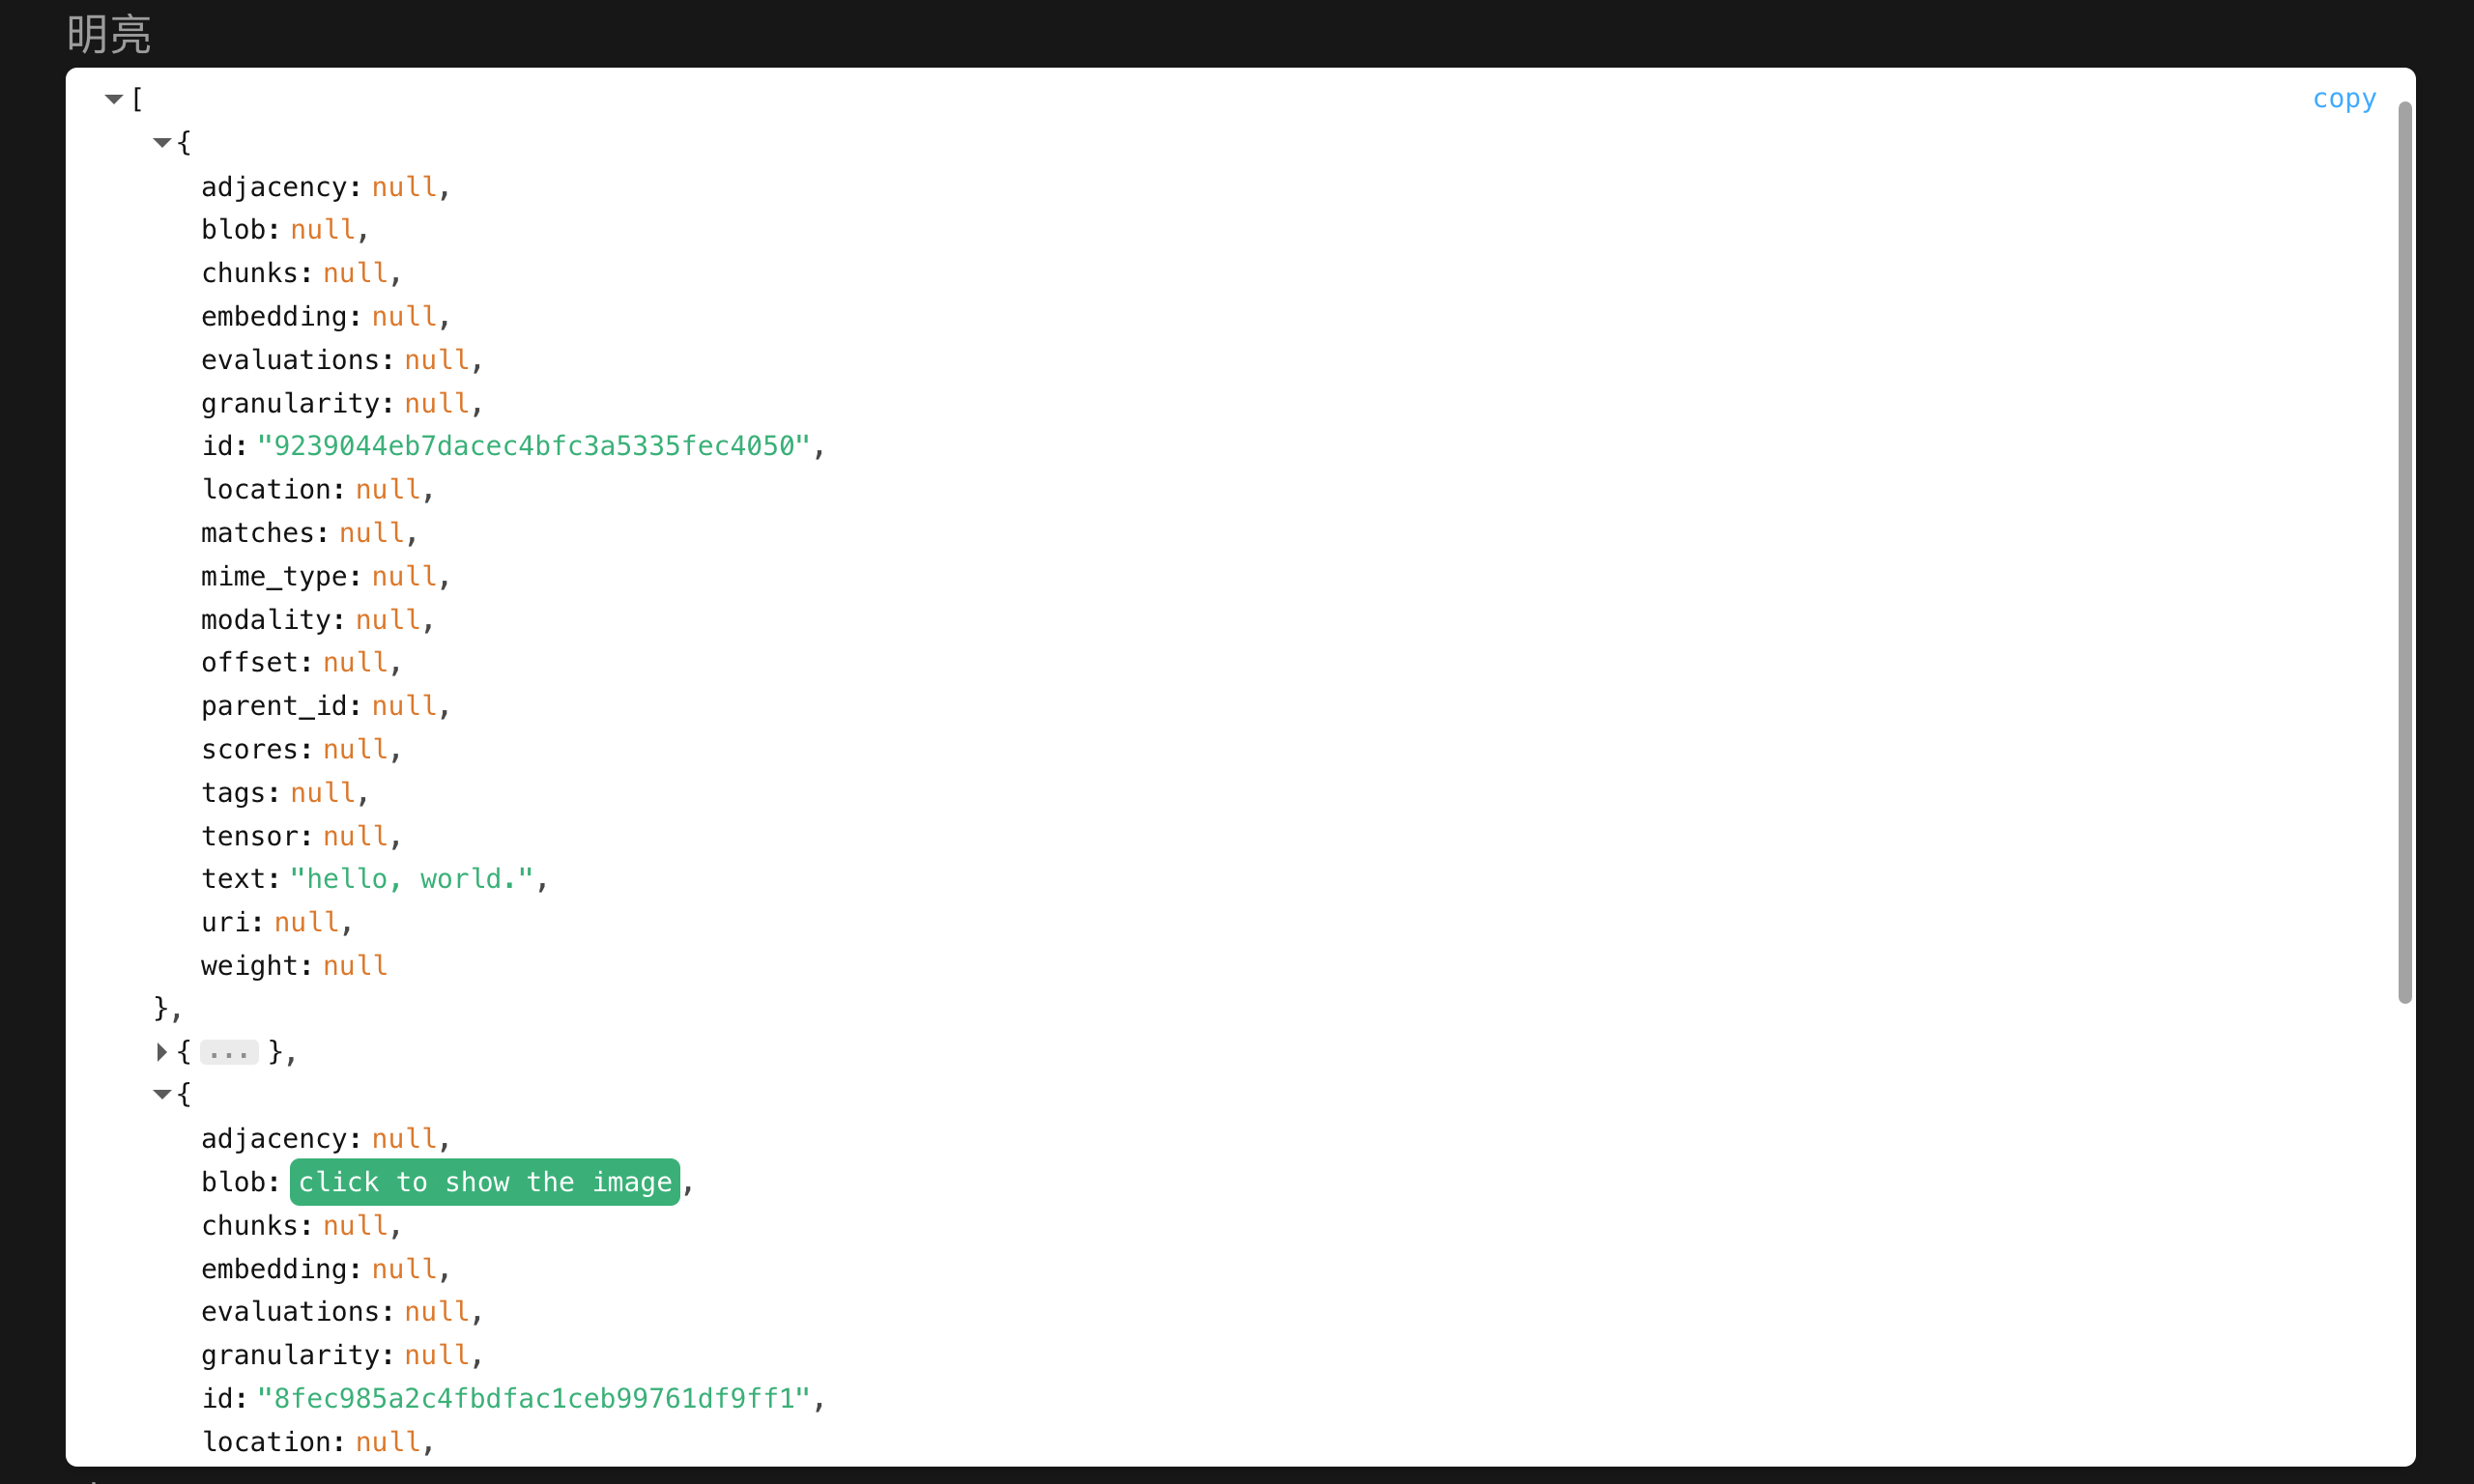 明亮
[
copy
{
adjacency: null,
blob: null,
chunks: null,
embedding: null,
evaluations: null,
granularity: null,
id: "9239044eb7dacec4bfc3a5335fec4050",
location: null,
matches: null,
mime_type: null,
modality: null,
offset: null,
parent_id: null,
scores: null,
tags: null,
tensor: null,
text: "hello, world.",
uri: null,
weight: null
},
{ ... },
{
adjacency: null,
blob: click to show the image,
chunks: null,
embedding: null,
evaluations: null,
granularity: null,
id: "8fec985a2c4fbdfac1ceb99761df9ff1",
location: null,